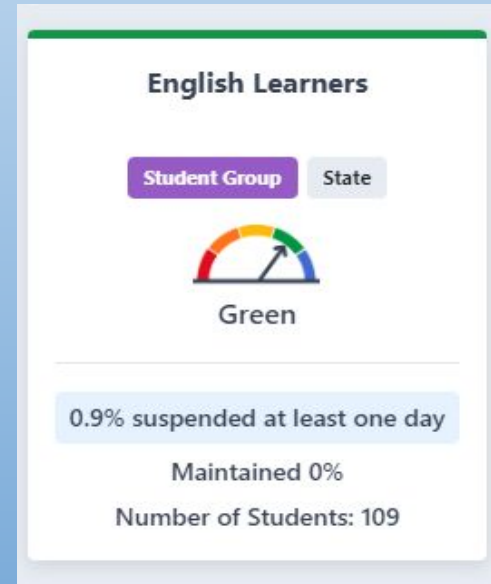 English Learners
Student Group State
Green
0.9% suspended at least one day
Maintained 0%
Number of Students: 109